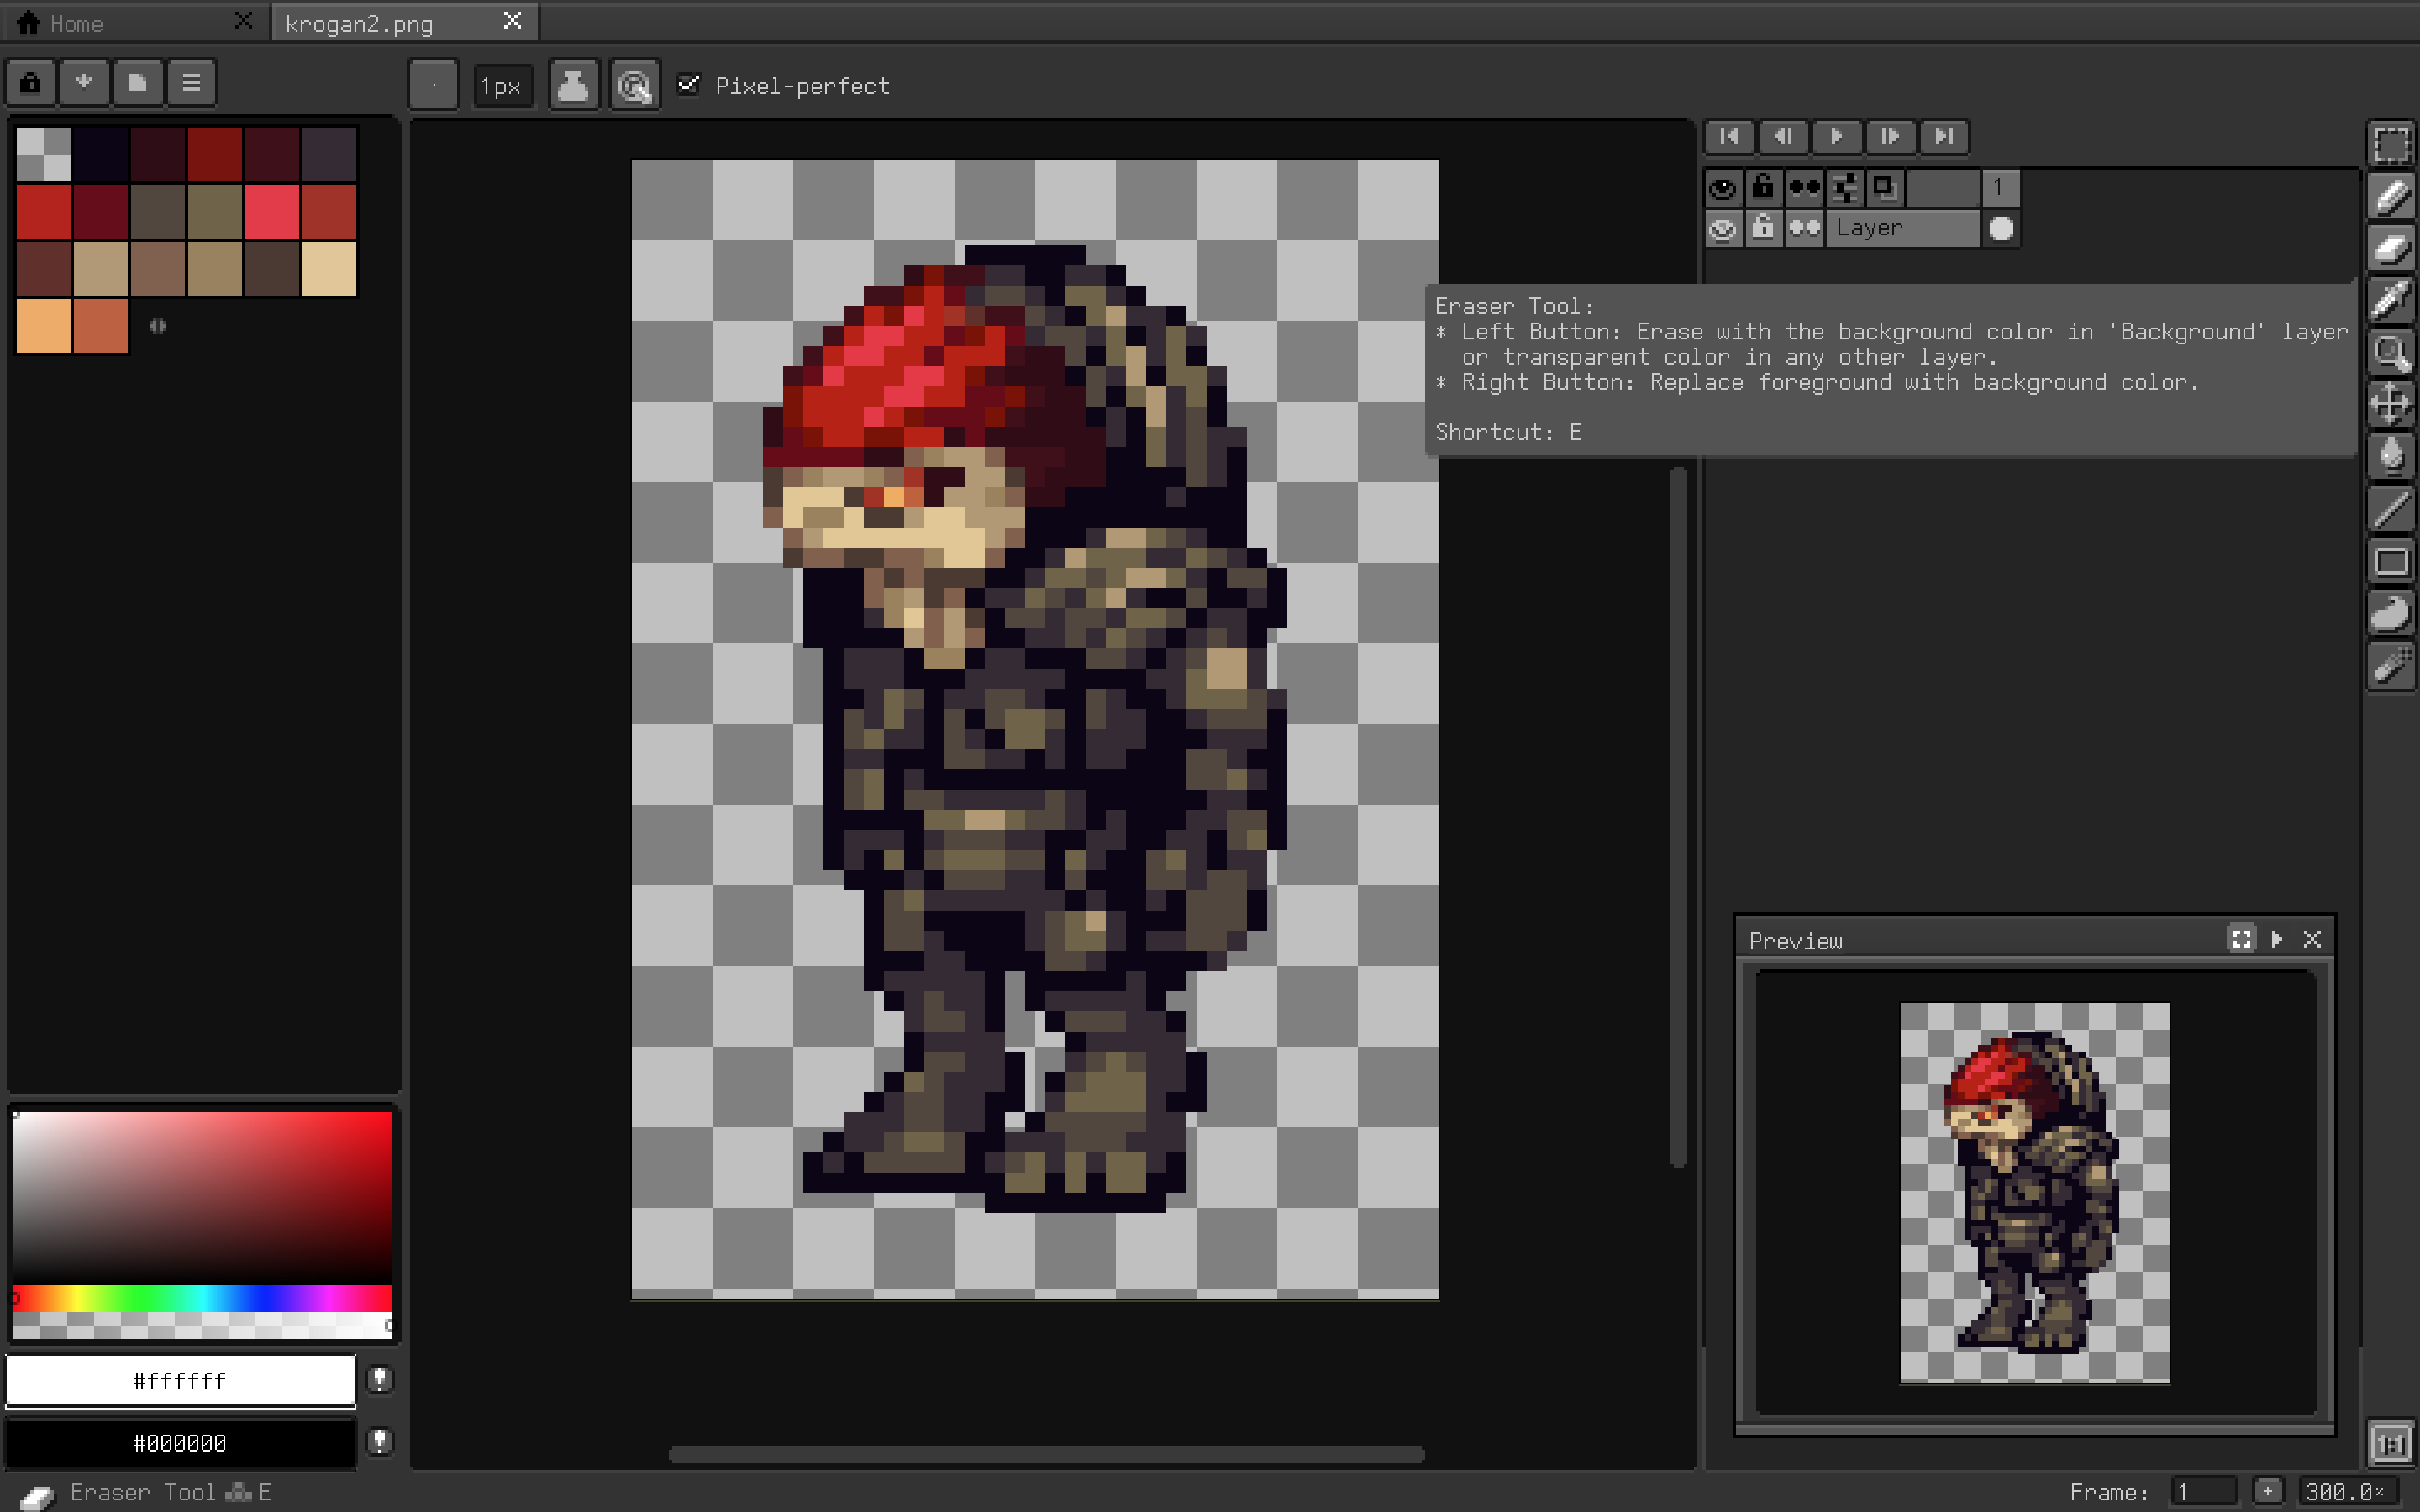 Home
krogan2.png
1px
Pixel-perfect
1
Layer
Eraser Tool:
* Left Button: Erase with the background color in 'Background' layer
or transparent color in any other layer.
* Right Button: Replace foreground with background color.
Shortcut: E
Preview
#ffffff
#000000
1:1
Eraser Tool E
Frame: 1 + 300.0%